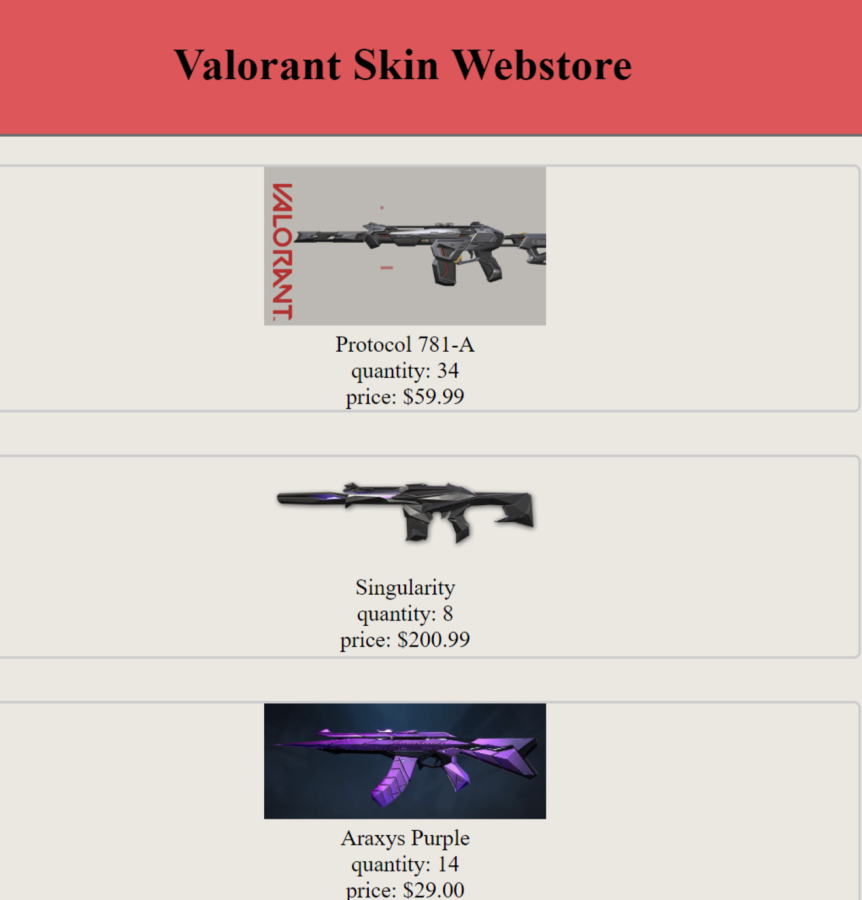 Valorant Skin Webstore
VALORANT
Protocol 781-A
quantity: 34
price: $59.99
Singularity
quantity: 8
price: $200.99
Araxys Purple
quantity: 14
price: $29.00